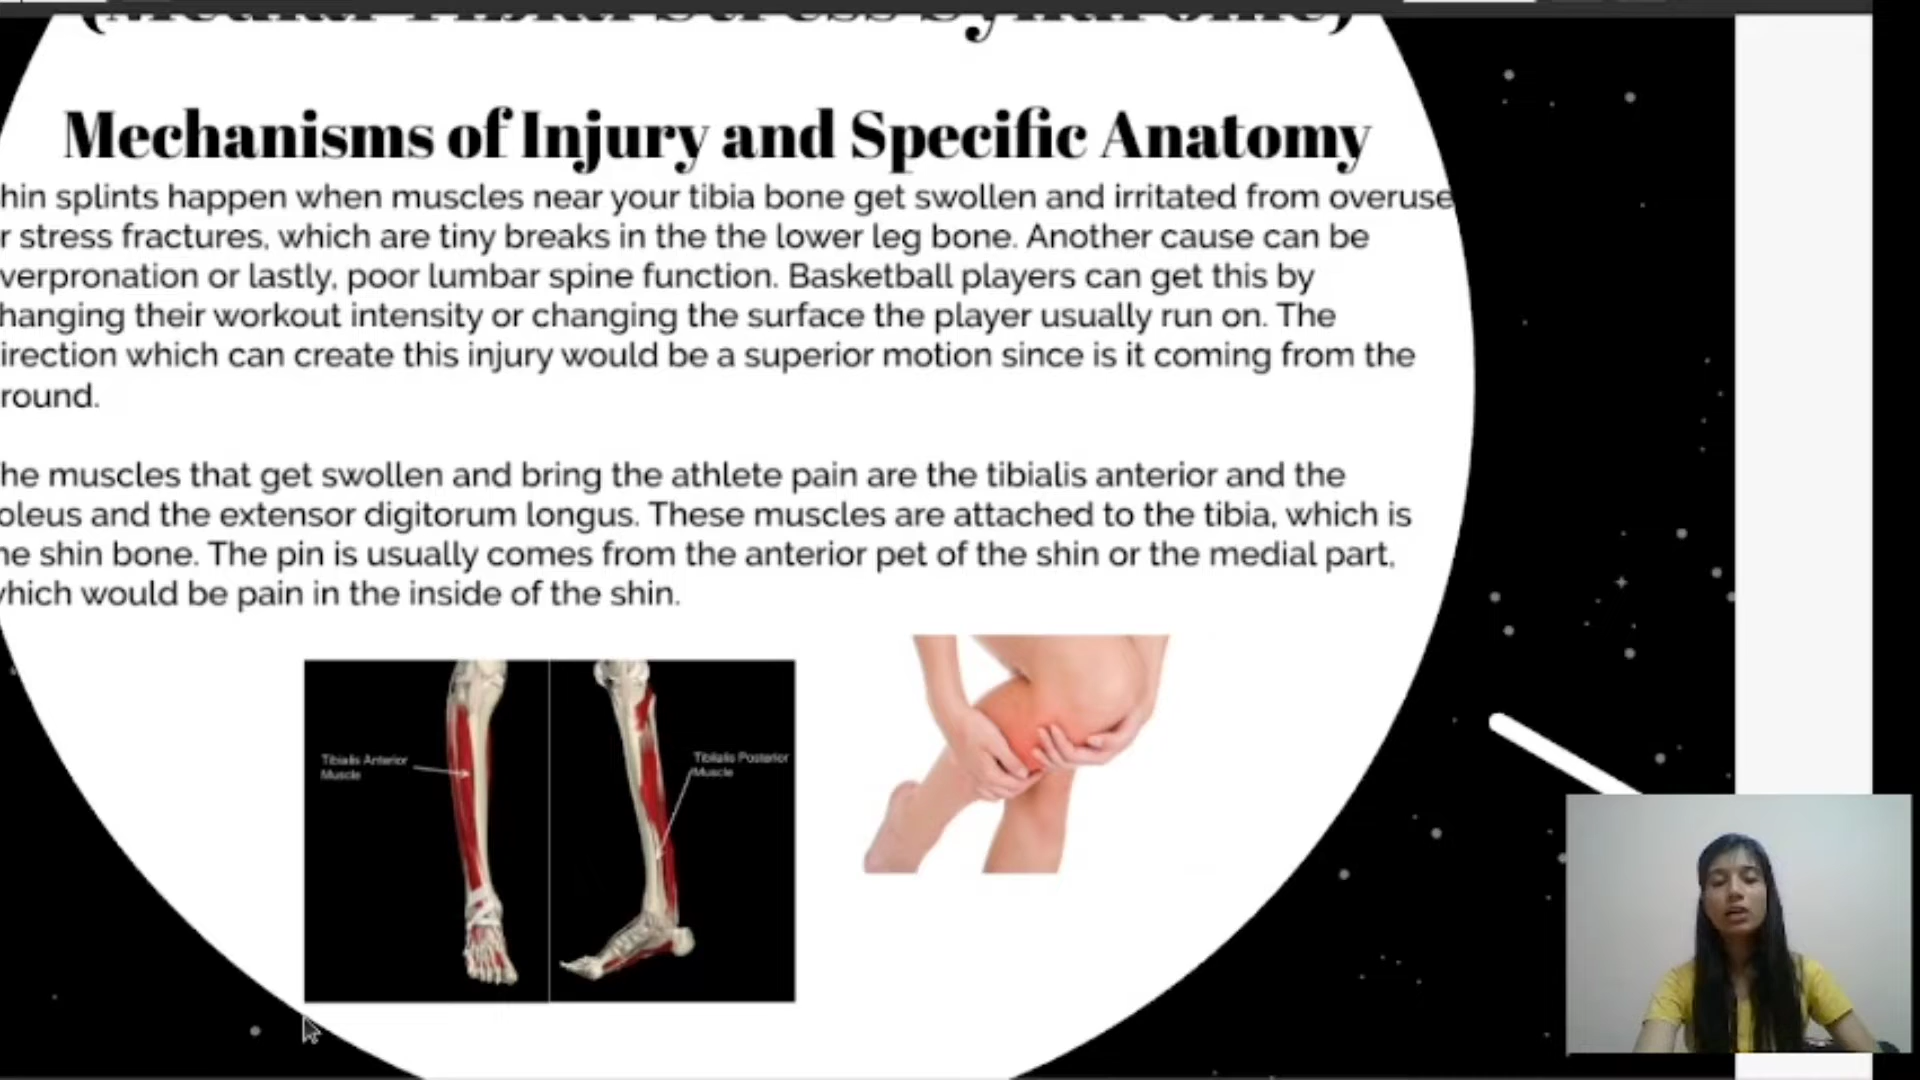 (Medial Tibial Stress Syndrome)
Mechanisms of Injury and Specific Anatomy
hin splints happen when muscles near your tibia bone get swollen and irritated from overuse
r stress fractures, which are tiny breaks in the the lower leg bone. Another cause can be
verpronation or lastly, poor lumbar spine function. Basketball players can get this by
hanging their workout intensity or changing the surface the player usually run on. The
irection which can create this injury would be a superior motion since is it coming from the
round.
he muscles that get swollen and bring the athlete pain are the tibialis anterior and the
oleus and the extensor digitorum longus. These muscles are attached to the tibia, which is
he shin bone. The pin is usually comes from the anterior pet of the shin or the medial part,
which would be pain in the inside of the shin.
Tibialis Anterior
Muscle
Tibilalis Posterior
Muscle